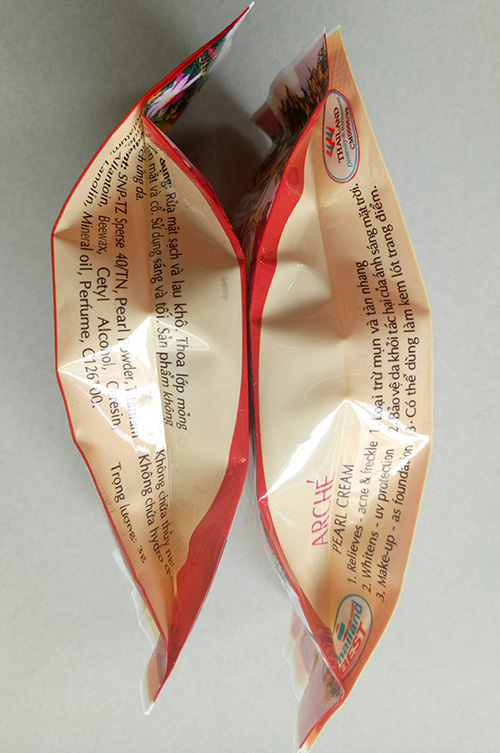 ARCHÉ
PEARL CREAM
1. Relieves - acne & freckle 1. Loại trừ mụn và tàn nhang
2. Whitens - uv protection 2. Bảo vệ da khỏi tác hại của ánh sáng mặt trời.
3. Make-up - as foundation 3. Có thể dùng làm kem lót trang điểm.
THAILAND
Thailand
BEST
Rửa mặt sạch và lau khô. Thoa lớp mỏng
mặt và cổ. Sử dụng sáng và tối. Sản phẩm không
SNP-TZ Sperse 40/TN, Pearl Powder,
Beewax, Cetyl Alcohol,
Mineral oil, Perfume,
Không chứa thủy
Không chứa hydro
Trọng lượng: 3g